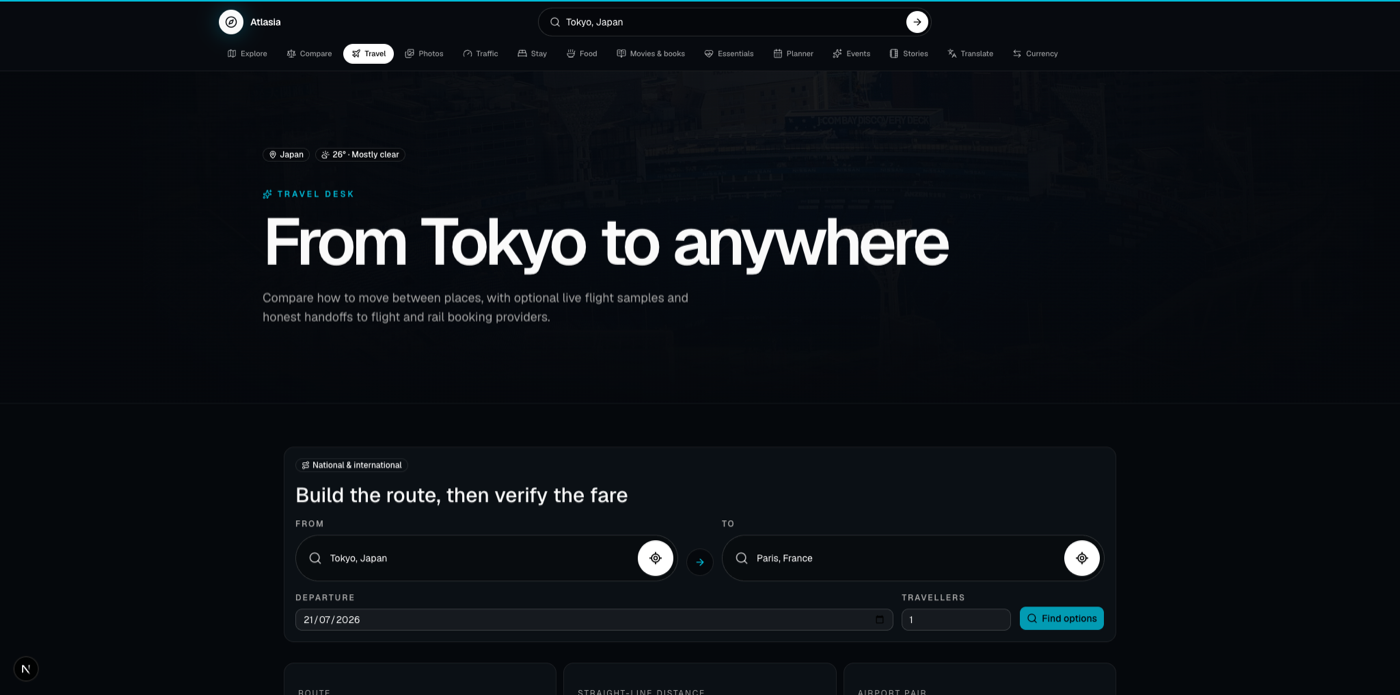 Atlasia
Tokyo, Japan
Explore Compare Travel Photos Traffic Stay Food Movies & books Essentials Planner Events Stories Translate Currency
Japan 26° · Mostly clear
TRAVEL DESK
From Tokyo to anywhere
Compare how to move between places, with optional live flight samples and
honest handoffs to flight and rail booking providers.
National & international
Build the route, then verify the fare
FROM TO
Tokyo, Japan Paris, France
DEPARTURE TRAVELLERS
21/07/2026 1 Find options
N
ROUTE STRAIGHT-LINE DISTANCE AIRPORT PAIR